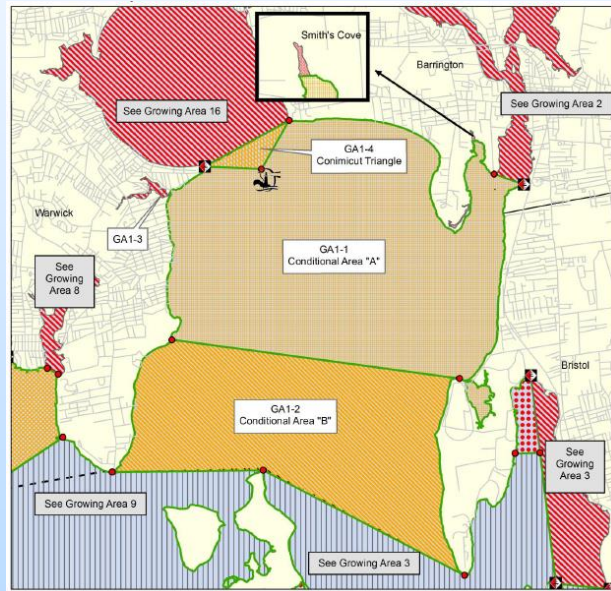 Smith's Cove
Barrington
See Growing Area 16
See Growing Area 2
GA1-4
Conimicut Triangle
Warwick
GA1-3
GA1-1
Conditional Area "A"
See
Growing
Area 8
Bristol
GA1-2
Conditional Area "B"
See
Growing
Area 3
See Growing Area 9
See Growing Area 3